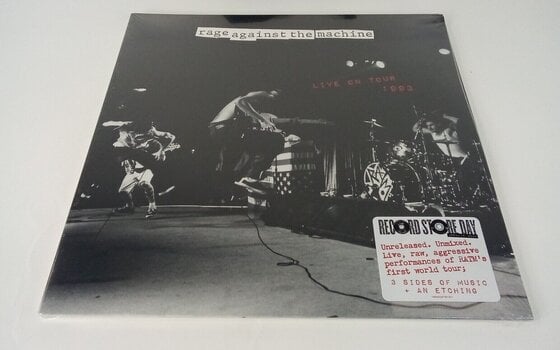 rage against the machine
LIVE ON TOUR
1993
RECORD STORE DAY
Unreleased. Unmixed.
live, raw, aggressive
performances of RATM's
first world tour;
3 SIDES OF MUSIC
+ AN ETCHING